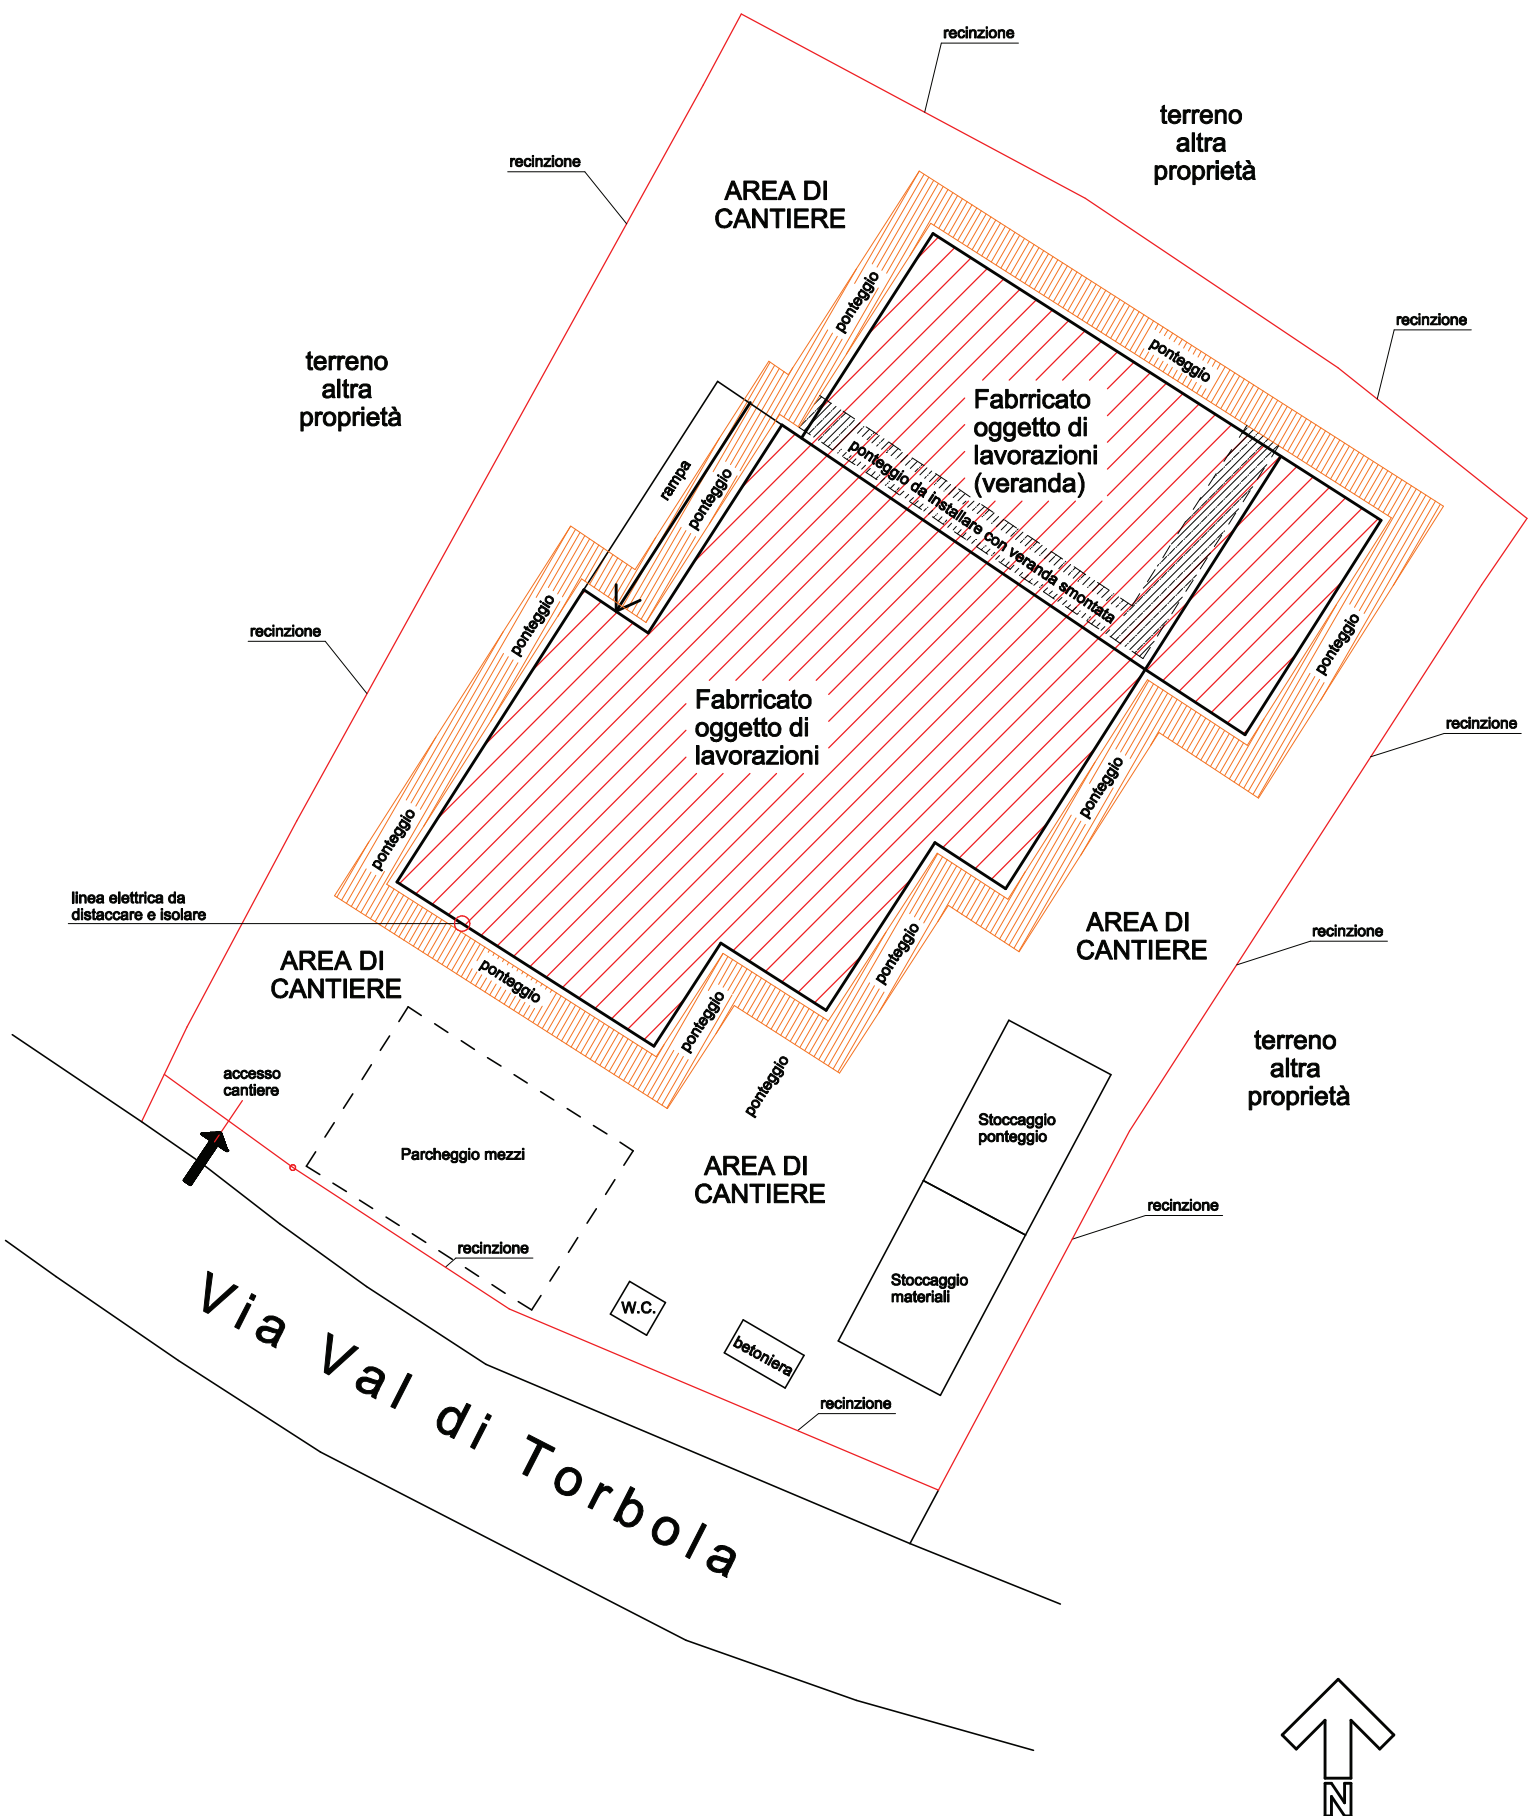 recinzione
terreno
altra
proprietà
recinzione
AREA DI
CANTIERE
ponteggio
recinzione
ponteggio
terreno
altra
proprietà
Fabrricato
oggetto di
lavorazioni
(veranda)
rampa
ponteggio
ponteggio da installare con veranda smontata
ponteggio
recinzione
ponteggio
Fabrricato
oggetto di
lavorazioni
recinzione
ponteggio
ponteggio
linea elettrica da
distaccare e isolare
AREA DI
CANTIERE
recinzione
ponteggio
AREA DI
CANTIERE
ponteggio
ponteggio
terreno
altra
proprietà
accesso
cantiere
ponteggio
Stoccaggio
ponteggio
Parcheggio mezzi
AREA DI
CANTIERE
recinzione
recinzione
Stoccaggio
materiali
W.C.
betoniera
recinzione
Via Val di Torbola
N